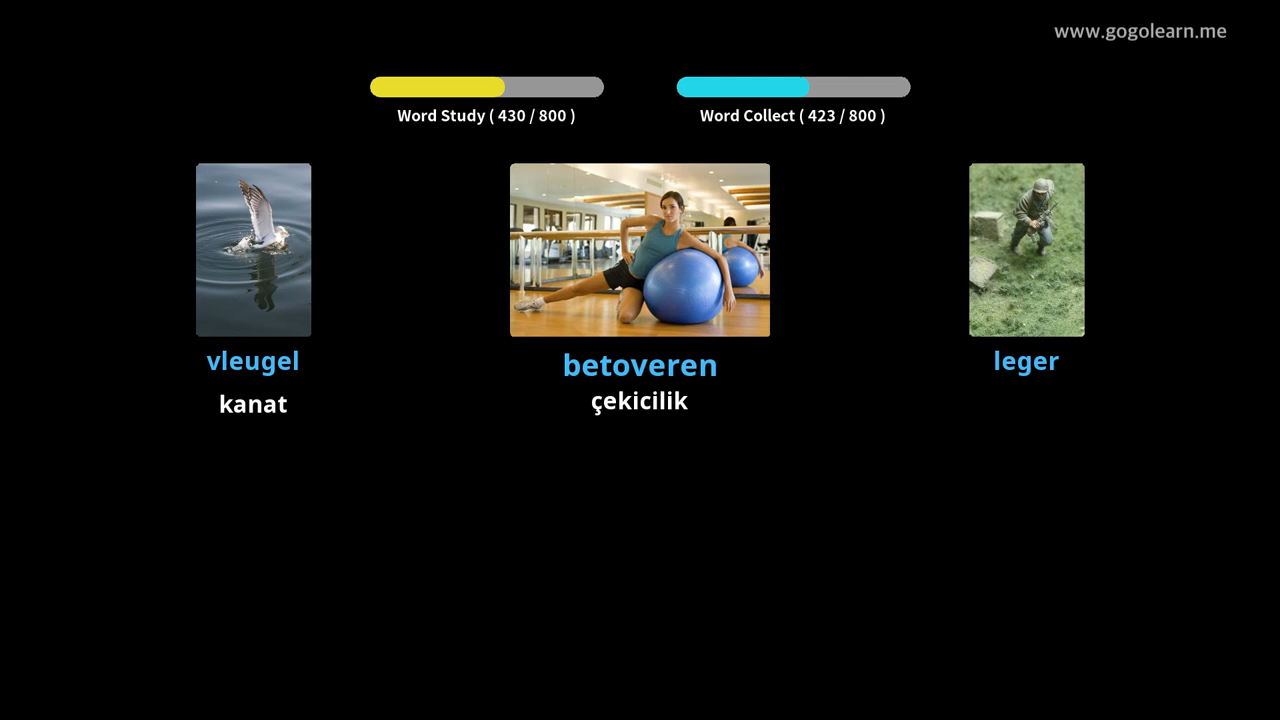 www.gogolearn.me
Word Study ( 430 / 800 )
Word Collect ( 423 / 800 )
vleugel
kanat
betoveren
çekicilik
leger